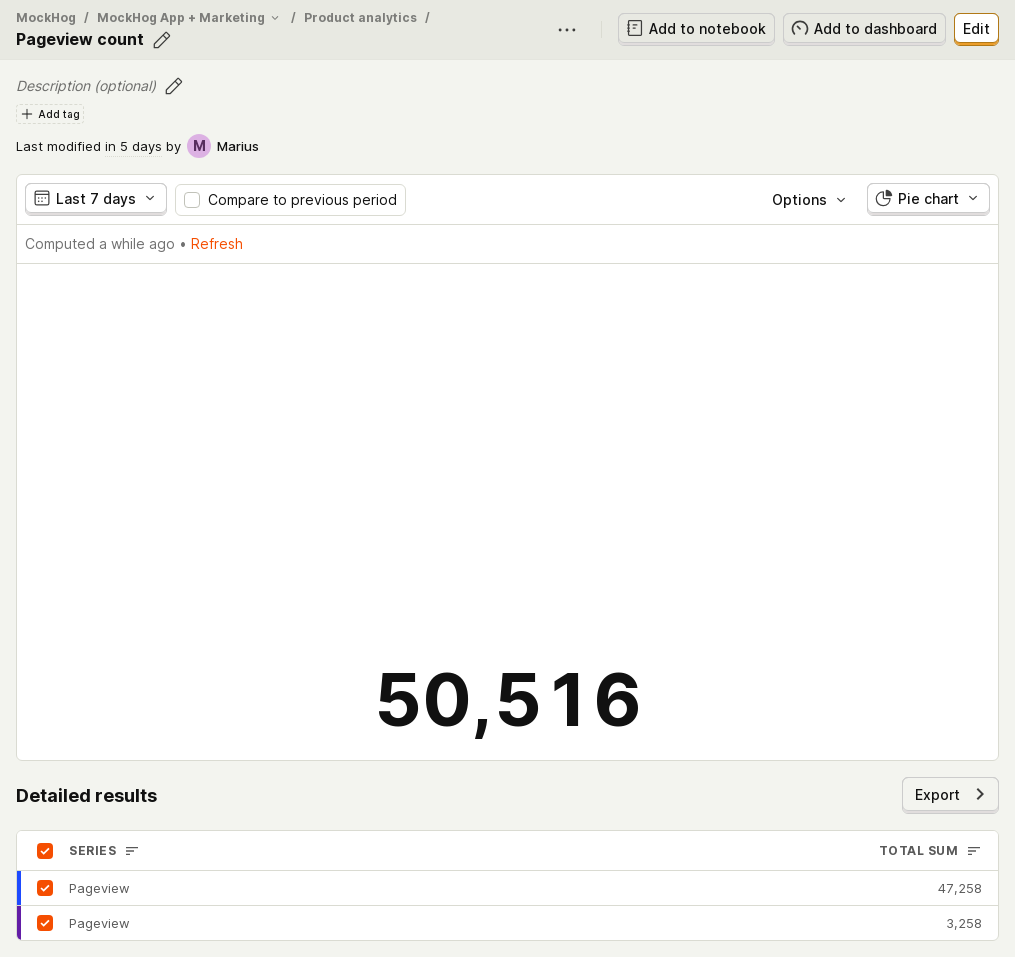 MockHog / MockHog App + Marketing / Product analytics /
Pageview count
Add to notebook
Add to dashboard
Edit
Description (optional)
Add tag
Last modified in 5 days by M Marius
Last 7 days
Compare to previous period
Options
Pie chart
Computed a while ago • Refresh
50,516
Detailed results
Export
SERIES TOTAL SUM
Pageview 47,258
Pageview 3,258